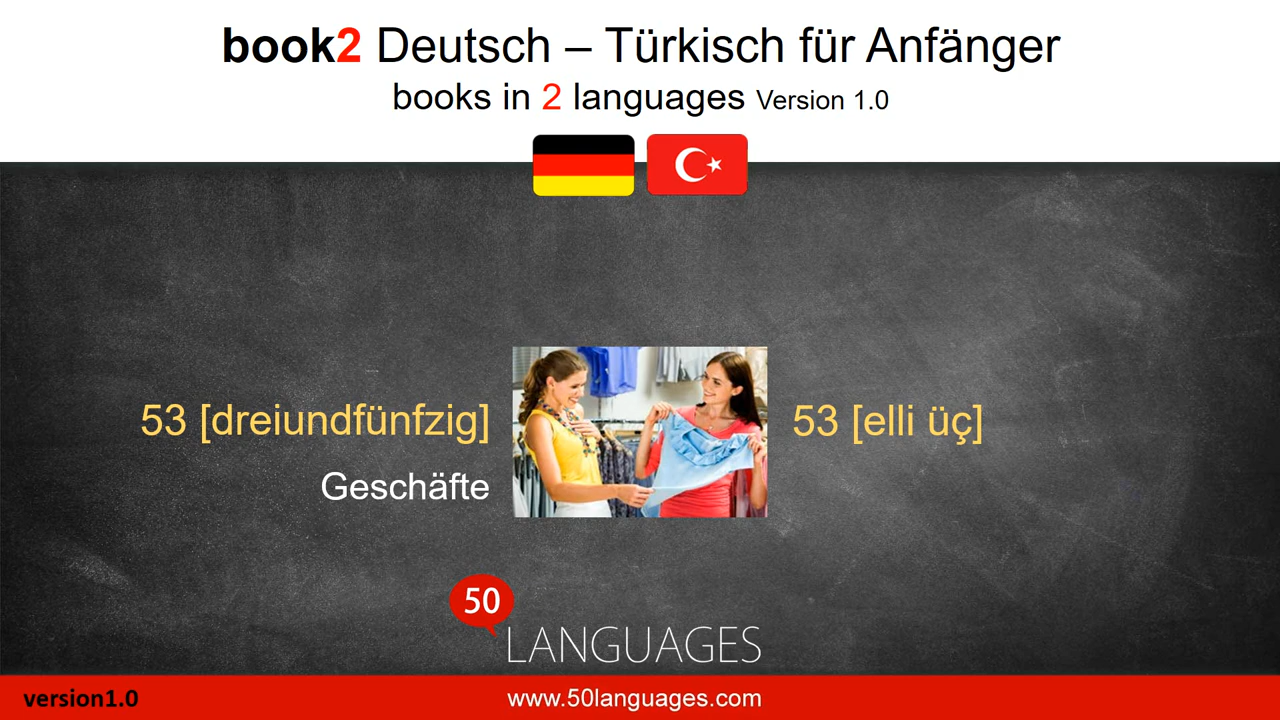 book2 Deutsch – Türkisch für Anfänger
books in 2 languages Version 1.0
53 [dreiundfünfzig]
Geschäfte
53 [elli üç]
50
LANGUAGES
version1.0
www.50languages.com